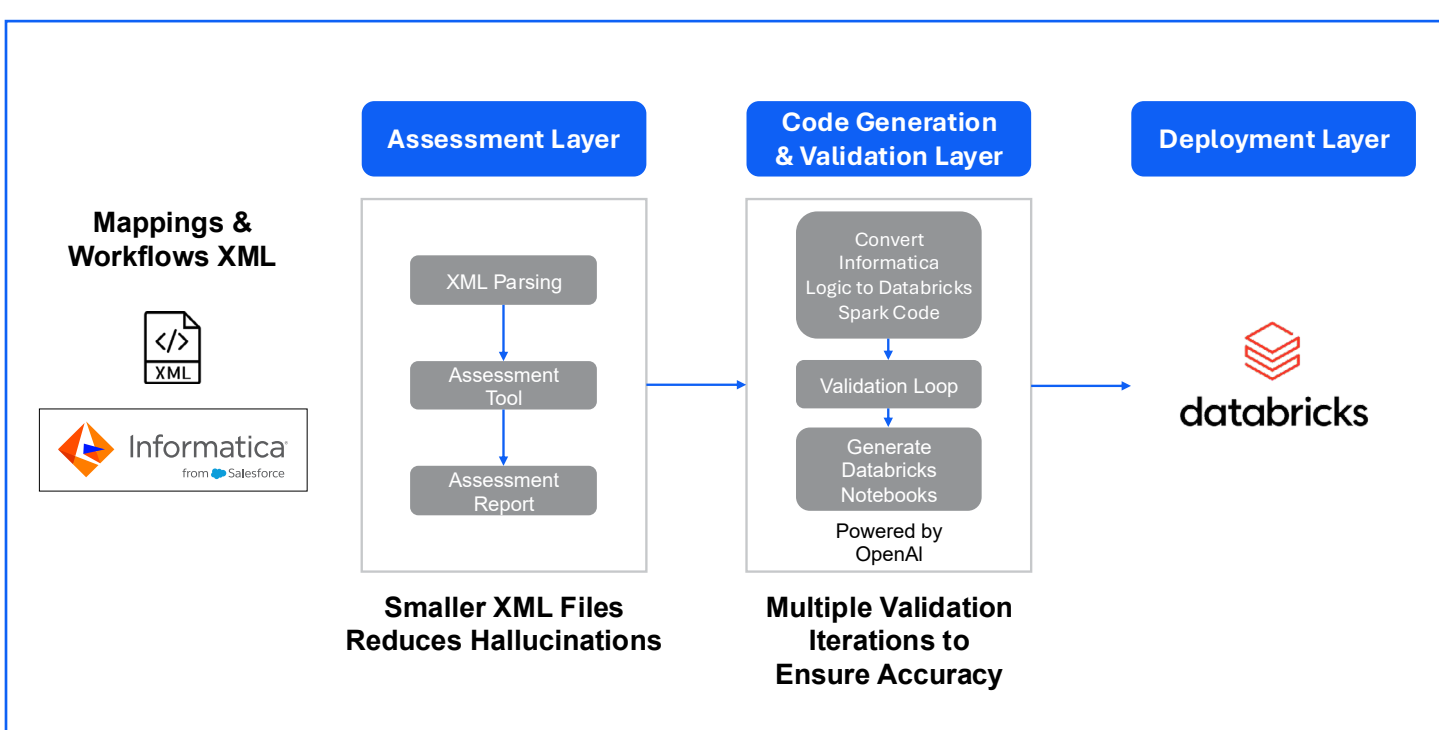 Assessment Layer
Code Generation
& Validation Layer
Deployment Layer
Mappings &
Workflows XML
</>
XML
Informatica
from Salesforce
XML Parsing
Assessment
Tool
Assessment
Report
Smaller XML Files
Reduces Hallucinations
Convert
Informatica
Logic to Databricks
Spark Code
Validation Loop
Generate
Databricks
Notebooks
Powered by
OpenAI
Multiple Validation
Iterations to
Ensure Accuracy
databricks